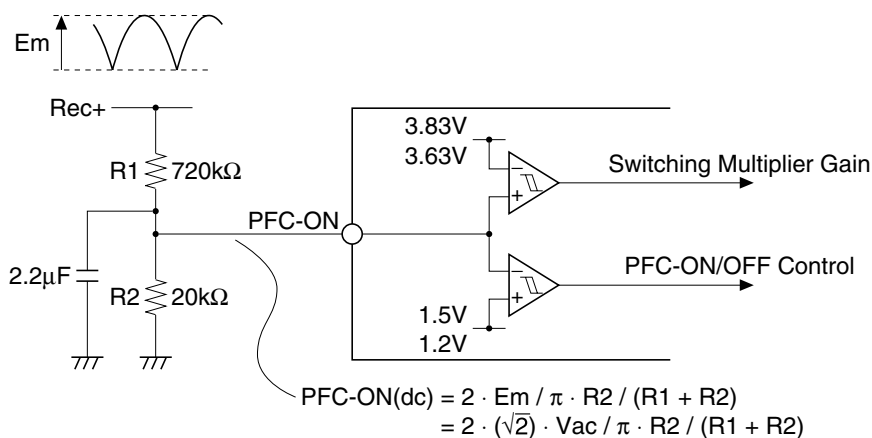 Em
Rec+
R1 720kΩ
2.2μF
R2 20kΩ
PFC-ON
3.83V
3.63V
Switching Multiplier Gain
PFC-ON/OFF Control
1.5V
1.2V
PFC-ON(dc) = 2 · Em / π · R2 / (R1 + R2)
= 2 · (√2) · Vac / π · R2 / (R1 + R2)